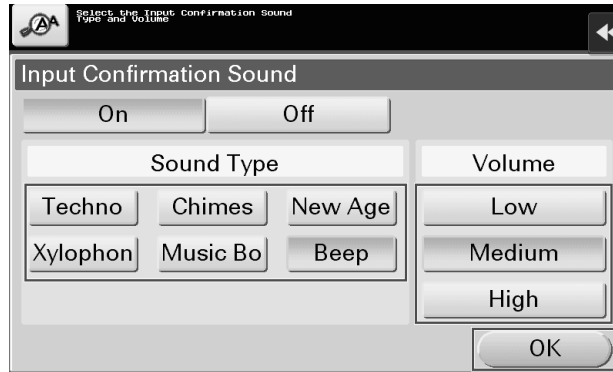 Select the Input Confirmation Sound
Type and Volume
Input Confirmation Sound
On Off
Sound Type Volume
Techno Chimes New Age Low
Xylophon Music Bo Beep Medium
High
OK